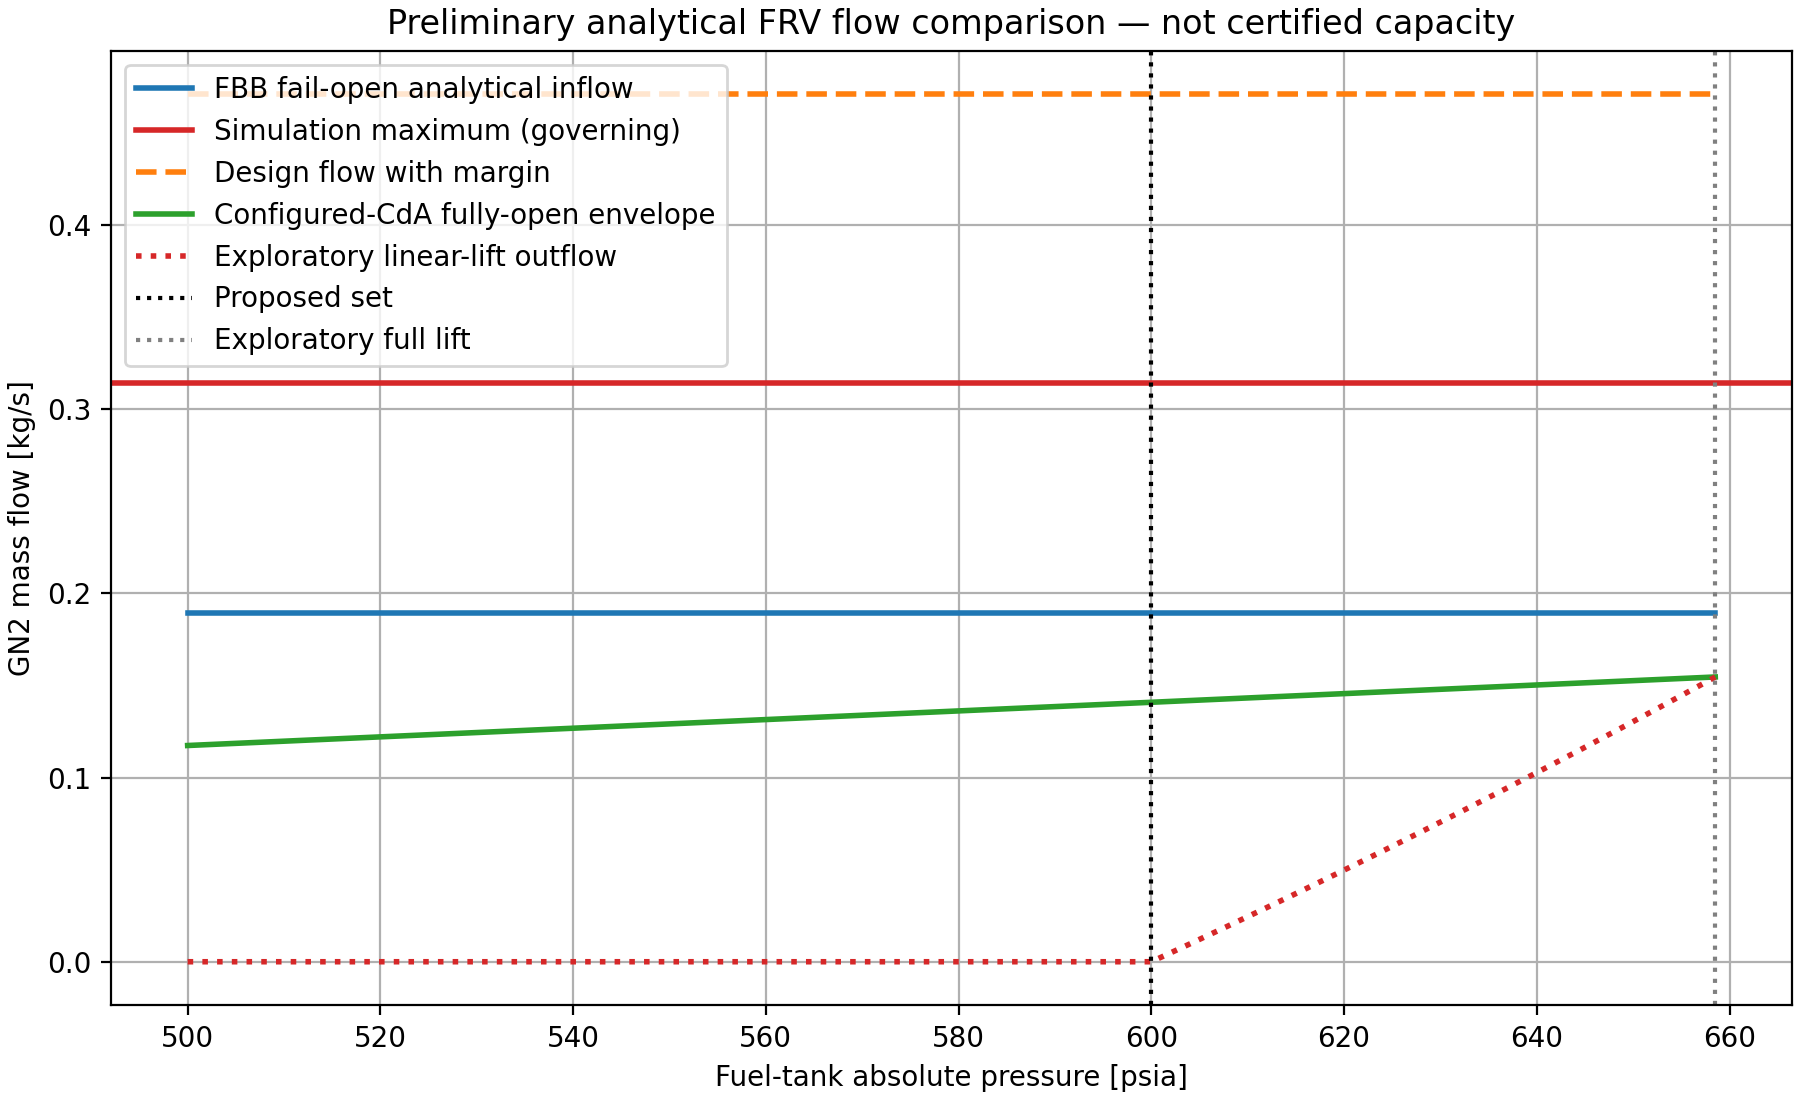 Preliminary analytical FRV flow comparison — not certified capacity
FBB fail-open analytical inflow
Simulation maximum (governing)
Design flow with margin
Configured-CdA fully-open envelope
Exploratory linear-lift outflow
Proposed set
Exploratory full lift
GN2 mass flow [kg/s]
0.4
0.3
0.2
0.1
0.0
500 520 540 560 580 600 620 640 660
Fuel-tank absolute pressure [psia]